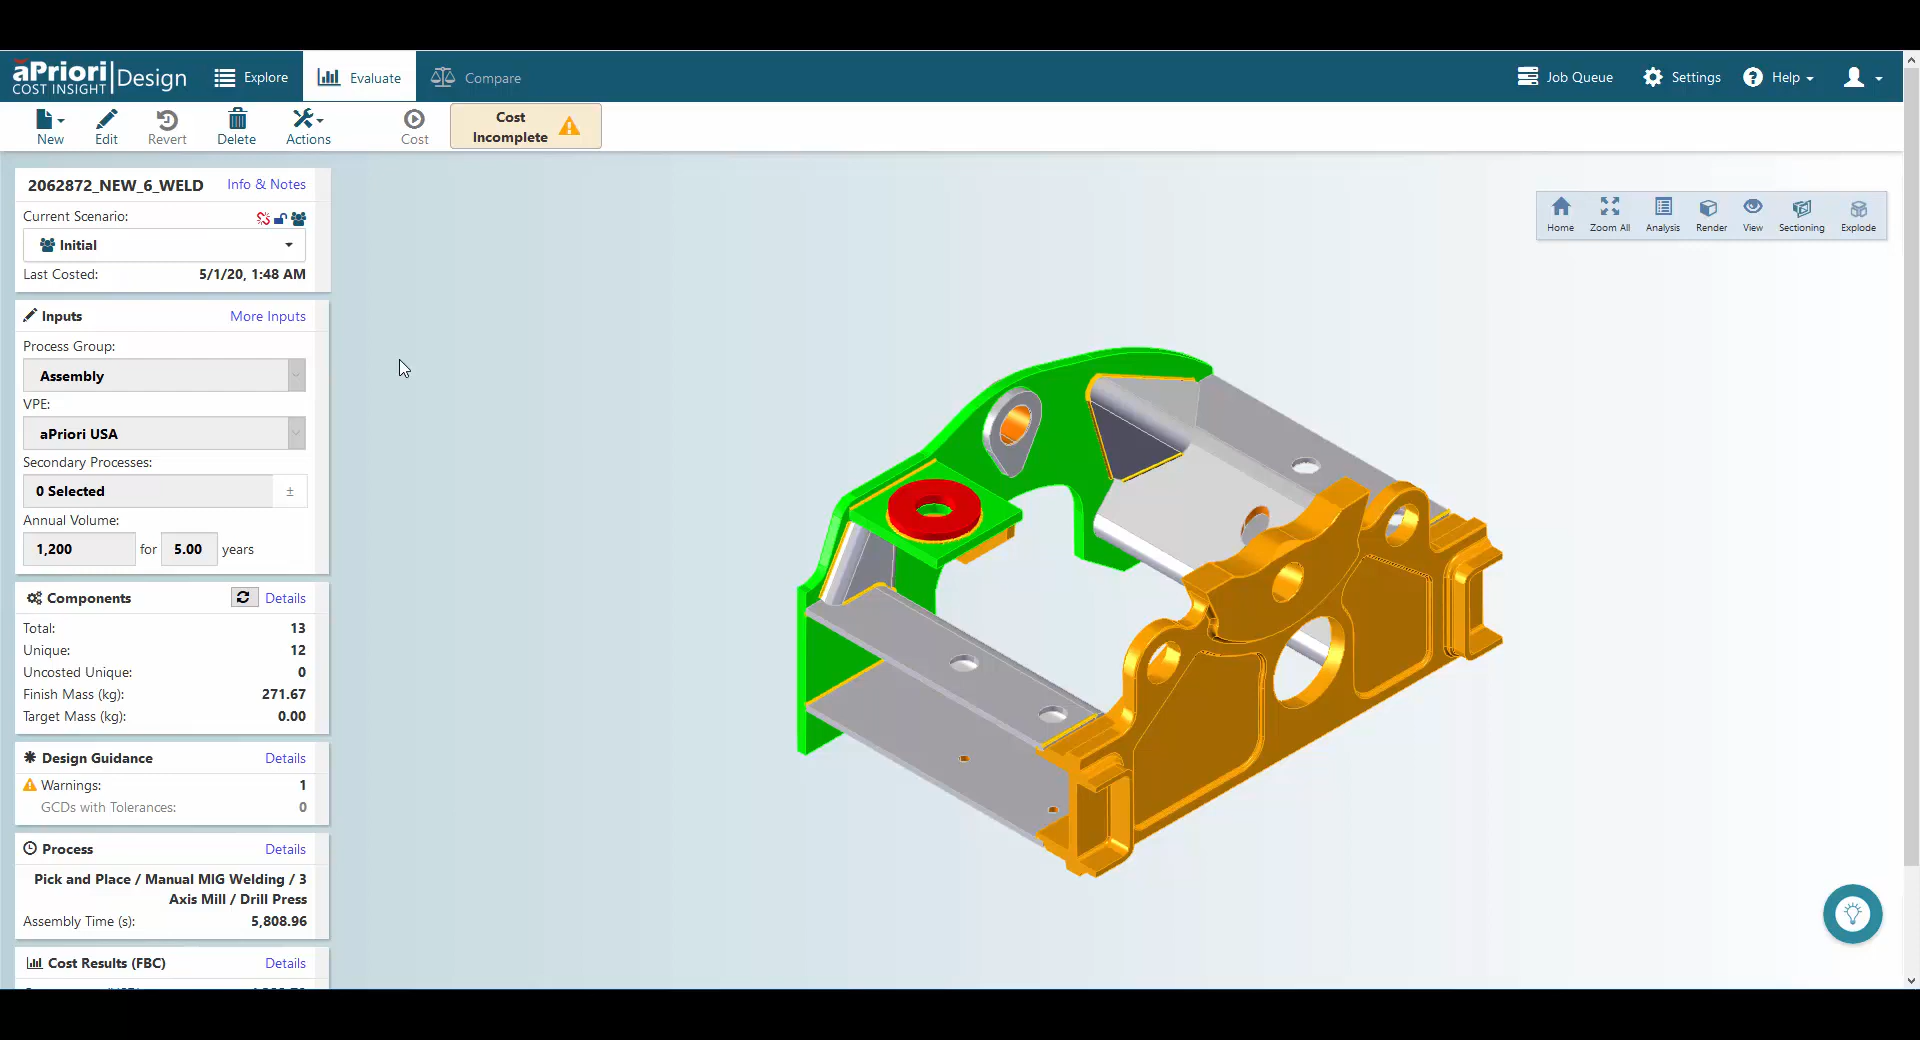 aPriori Design
COST INSIGHT
Explore
Evaluate
Compare
Job Queue
Settings
Help
New
Edit
Revert
Delete
Actions
Cost
Cost
Incomplete
2062872_NEW_6_WELD Info & Notes
Current Scenario:
Initial
Last Costed: 5/1/20, 1:48 AM
Inputs More Inputs
Process Group:
Assembly
VPE:
aPriori USA
Secondary Processes:
0 Selected ±
Annual Volume:
1,200 for 5.00 years
Components Details
Total: 13
Unique: 12
Uncosted Unique: 0
Finish Mass (kg): 271.67
Target Mass (kg): 0.00
Design Guidance Details
Warnings: 1
GCDs with Tolerances: 0
Process Details
Pick and Place / Manual MIG Welding / 3
Axis Mill / Drill Press
Assembly Time (s): 5,808.96
Cost Results (FBC) Details
Home
Zoom All
Analysis
Render
View
Sectioning
Explode